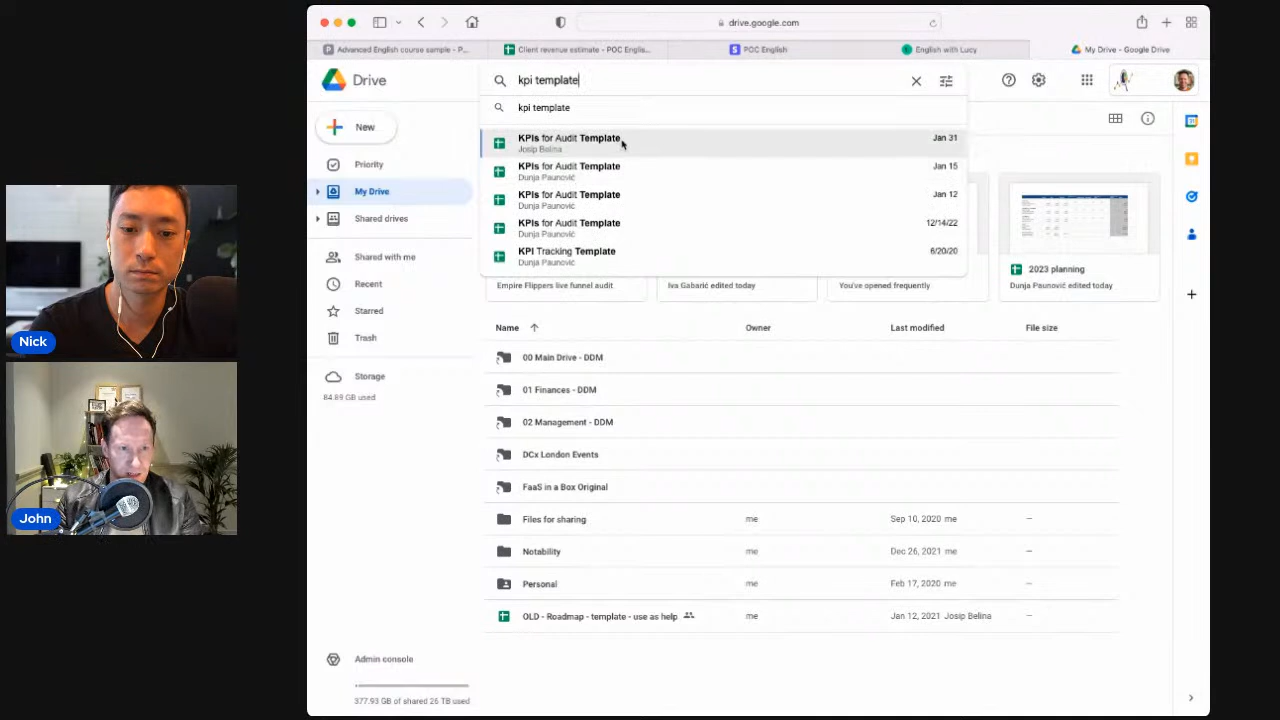 drive.google.com
Advanced English course sample - P...
Client revenue estimate - POC Englis...
POC English
English with Lucy
My Drive - Google Drive
Drive
kpi template
kpi template
New
KPIs for Audit Template
Jan 31
Josip Belina
KPIs for Audit Template
Jan 15
Dunja Paunović
KPIs for Audit Template
Jan 12
Dunja Paunović
KPIs for Audit Template
12/14/22
Dunja Paunović
KPI Tracking Template
6/20/20
Dunja Paunović
Priority
My Drive
Shared drives
Shared with me
Recent
Starred
Trash
Storage
84.89 GB used
2023 planning
Empire Flippers live funnel audit
Iva Gabarić edited today
You've opened frequently
Dunja Paunović edited today
Name
Owner
Last modified
File size
00 Main Drive - DDM
01 Finances - DDM
02 Management - DDM
DCx London Events
FaaS in a Box Original
Files for sharing
me
Sep 10, 2020 me
–
Notability
me
Dec 26, 2021 me
–
Personal
me
Feb 17, 2020 me
–
OLD - Roadmap - template - use as help
me
Jan 12, 2021 Josip Belina
–
Admin console
377.93 GB of shared 26 TB used
Nick
John